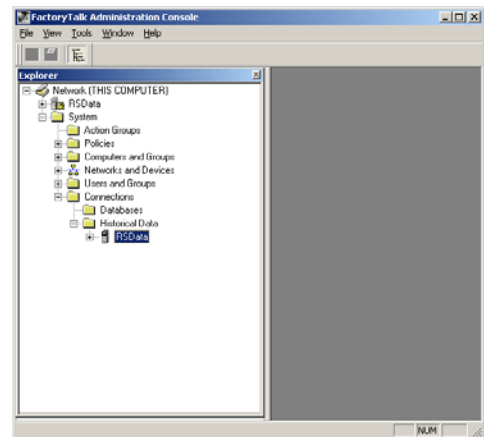 FactoryTalk Administration Console
File View Tools Window Help
Explorer
Network (THIS COMPUTER)
RSData
System
Action Groups
Policies
Computers and Groups
Networks and Devices
Users and Groups
Connections
Databases
Historical Data
RSData
NUM